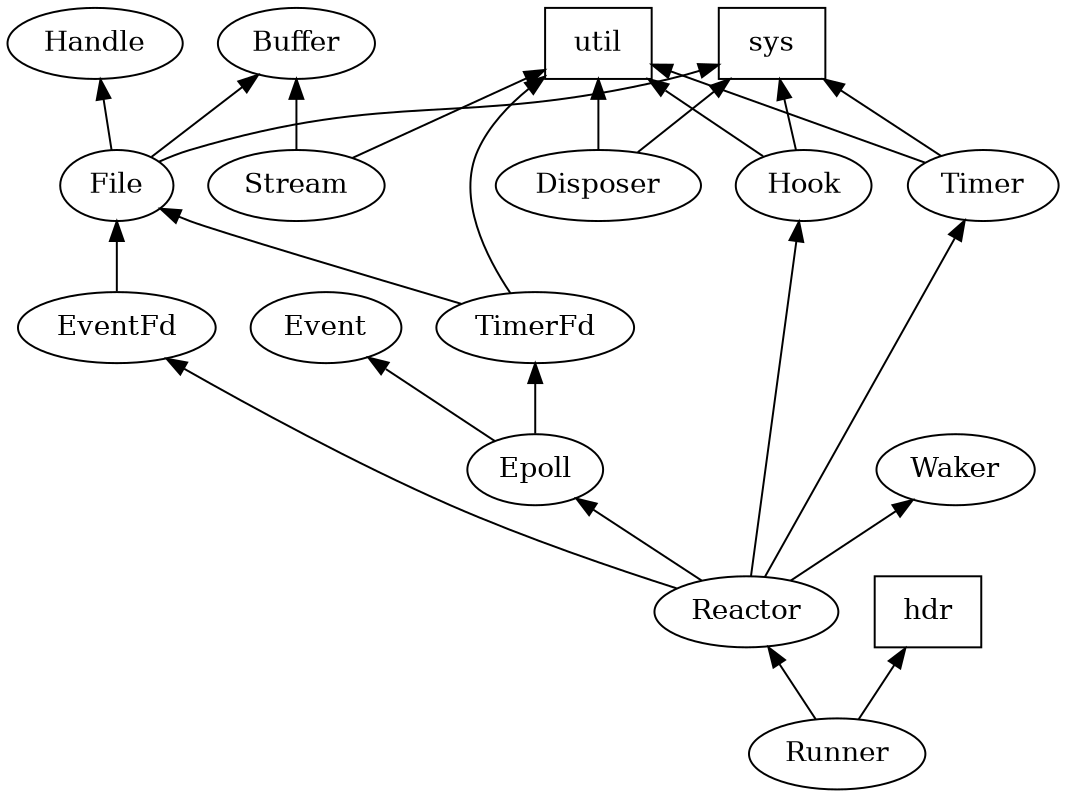 Handle
Buffer
util
sys
File
Stream
Disposer
Hook
Timer
EventFd
Event
TimerFd
Epoll
Waker
Reactor
hdr
Runner